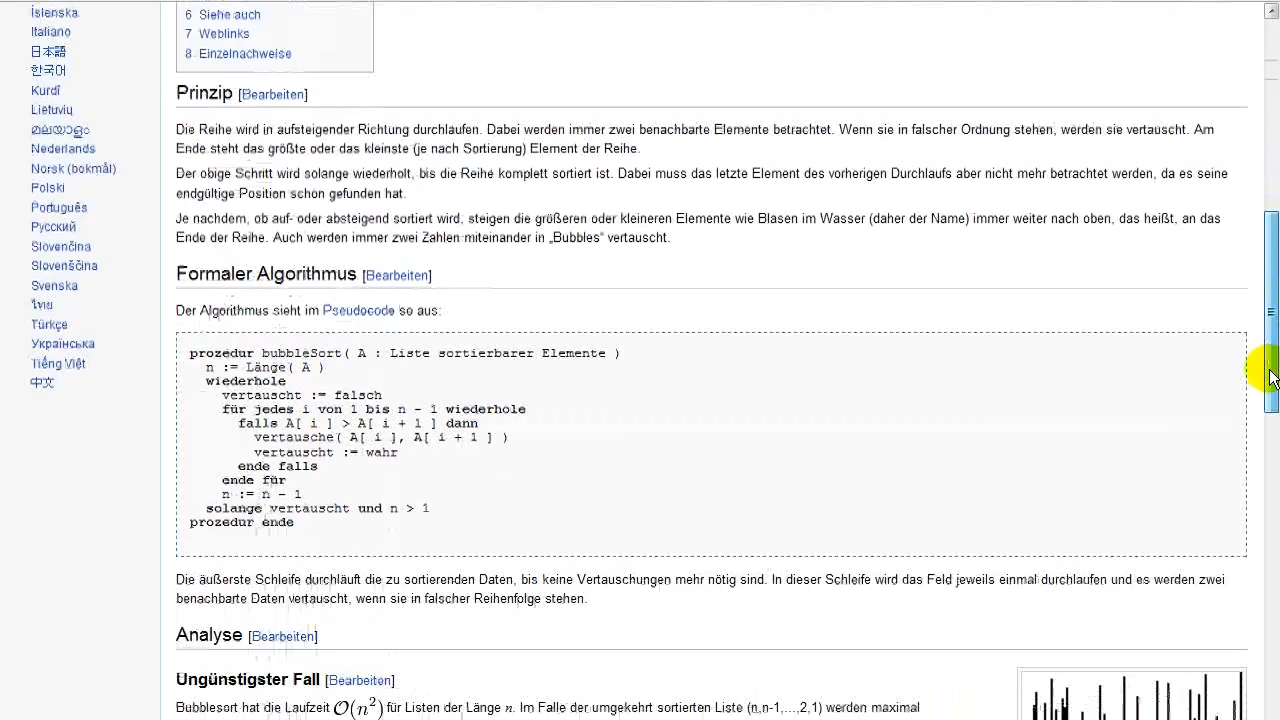 Íslenska
Italiano
日本語
한국어
Kurdî
Lietuvių
മലയാളം
Nederlands
Norsk (bokmål)
Polski
Português
Русский
Slovenčina
Slovenščina
Svenska
ไทย
Türkçe
Українська
Tiếng Việt
中文
6 Siehe auch
7 Weblinks
8 Einzelnachweise
Prinzip [Bearbeiten]
Die Reihe wird in aufsteigender Richtung durchlaufen. Dabei werden immer zwei benachbarte Elemente betrachtet. Wenn sie in falscher Ordnung stehen, werden sie vertauscht. Am
Ende steht das größte oder das kleinste (je nach Sortierung) Element der Reihe.
Der obige Schritt wird solange wiederholt, bis die Reihe komplett sortiert ist. Dabei muss das letzte Element des vorherigen Durchlaufs aber nicht mehr betrachtet werden, da es seine
endgültige Position schon gefunden hat.
Je nachdem, ob auf- oder absteigend sortiert wird, steigen die größeren oder kleineren Elemente wie Blasen im Wasser (daher der Name) immer weiter nach oben, das heißt, an das
Ende der Reihe. Auch werden immer zwei Zahlen miteinander in „Bubbles“ vertauscht.
Formaler Algorithmus [Bearbeiten]
Der Algorithmus sieht im Pseudocode so aus:
prozedur bubbleSort( A : Liste sortierbarer Elemente )
n := Länge( A )
wiederhole
vertauscht := falsch
für jedes i von 1 bis n - 1 wiederhole
falls A[ i ] > A[ i + 1 ] dann
vertausche( A[ i ], A[ i + 1 ] )
vertauscht := wahr
ende falls
ende für
n := n - 1
solange vertauscht und n > 1
prozedur ende
Die äußerste Schleife durchläuft die zu sortierenden Daten, bis keine Vertauschungen mehr nötig sind. In dieser Schleife wird das Feld jeweils einmal durchlaufen und es werden zwei
benachbarte Daten vertauscht, wenn sie in falscher Reihenfolge stehen.
Analyse [Bearbeiten]
Ungünstigster Fall [Bearbeiten]
Bubblesort hat die Laufzeit O(n²) für Listen der Länge n. Im Falle der umgekehrt sortierten Liste (n,n-1,...,2,1) werden maximal